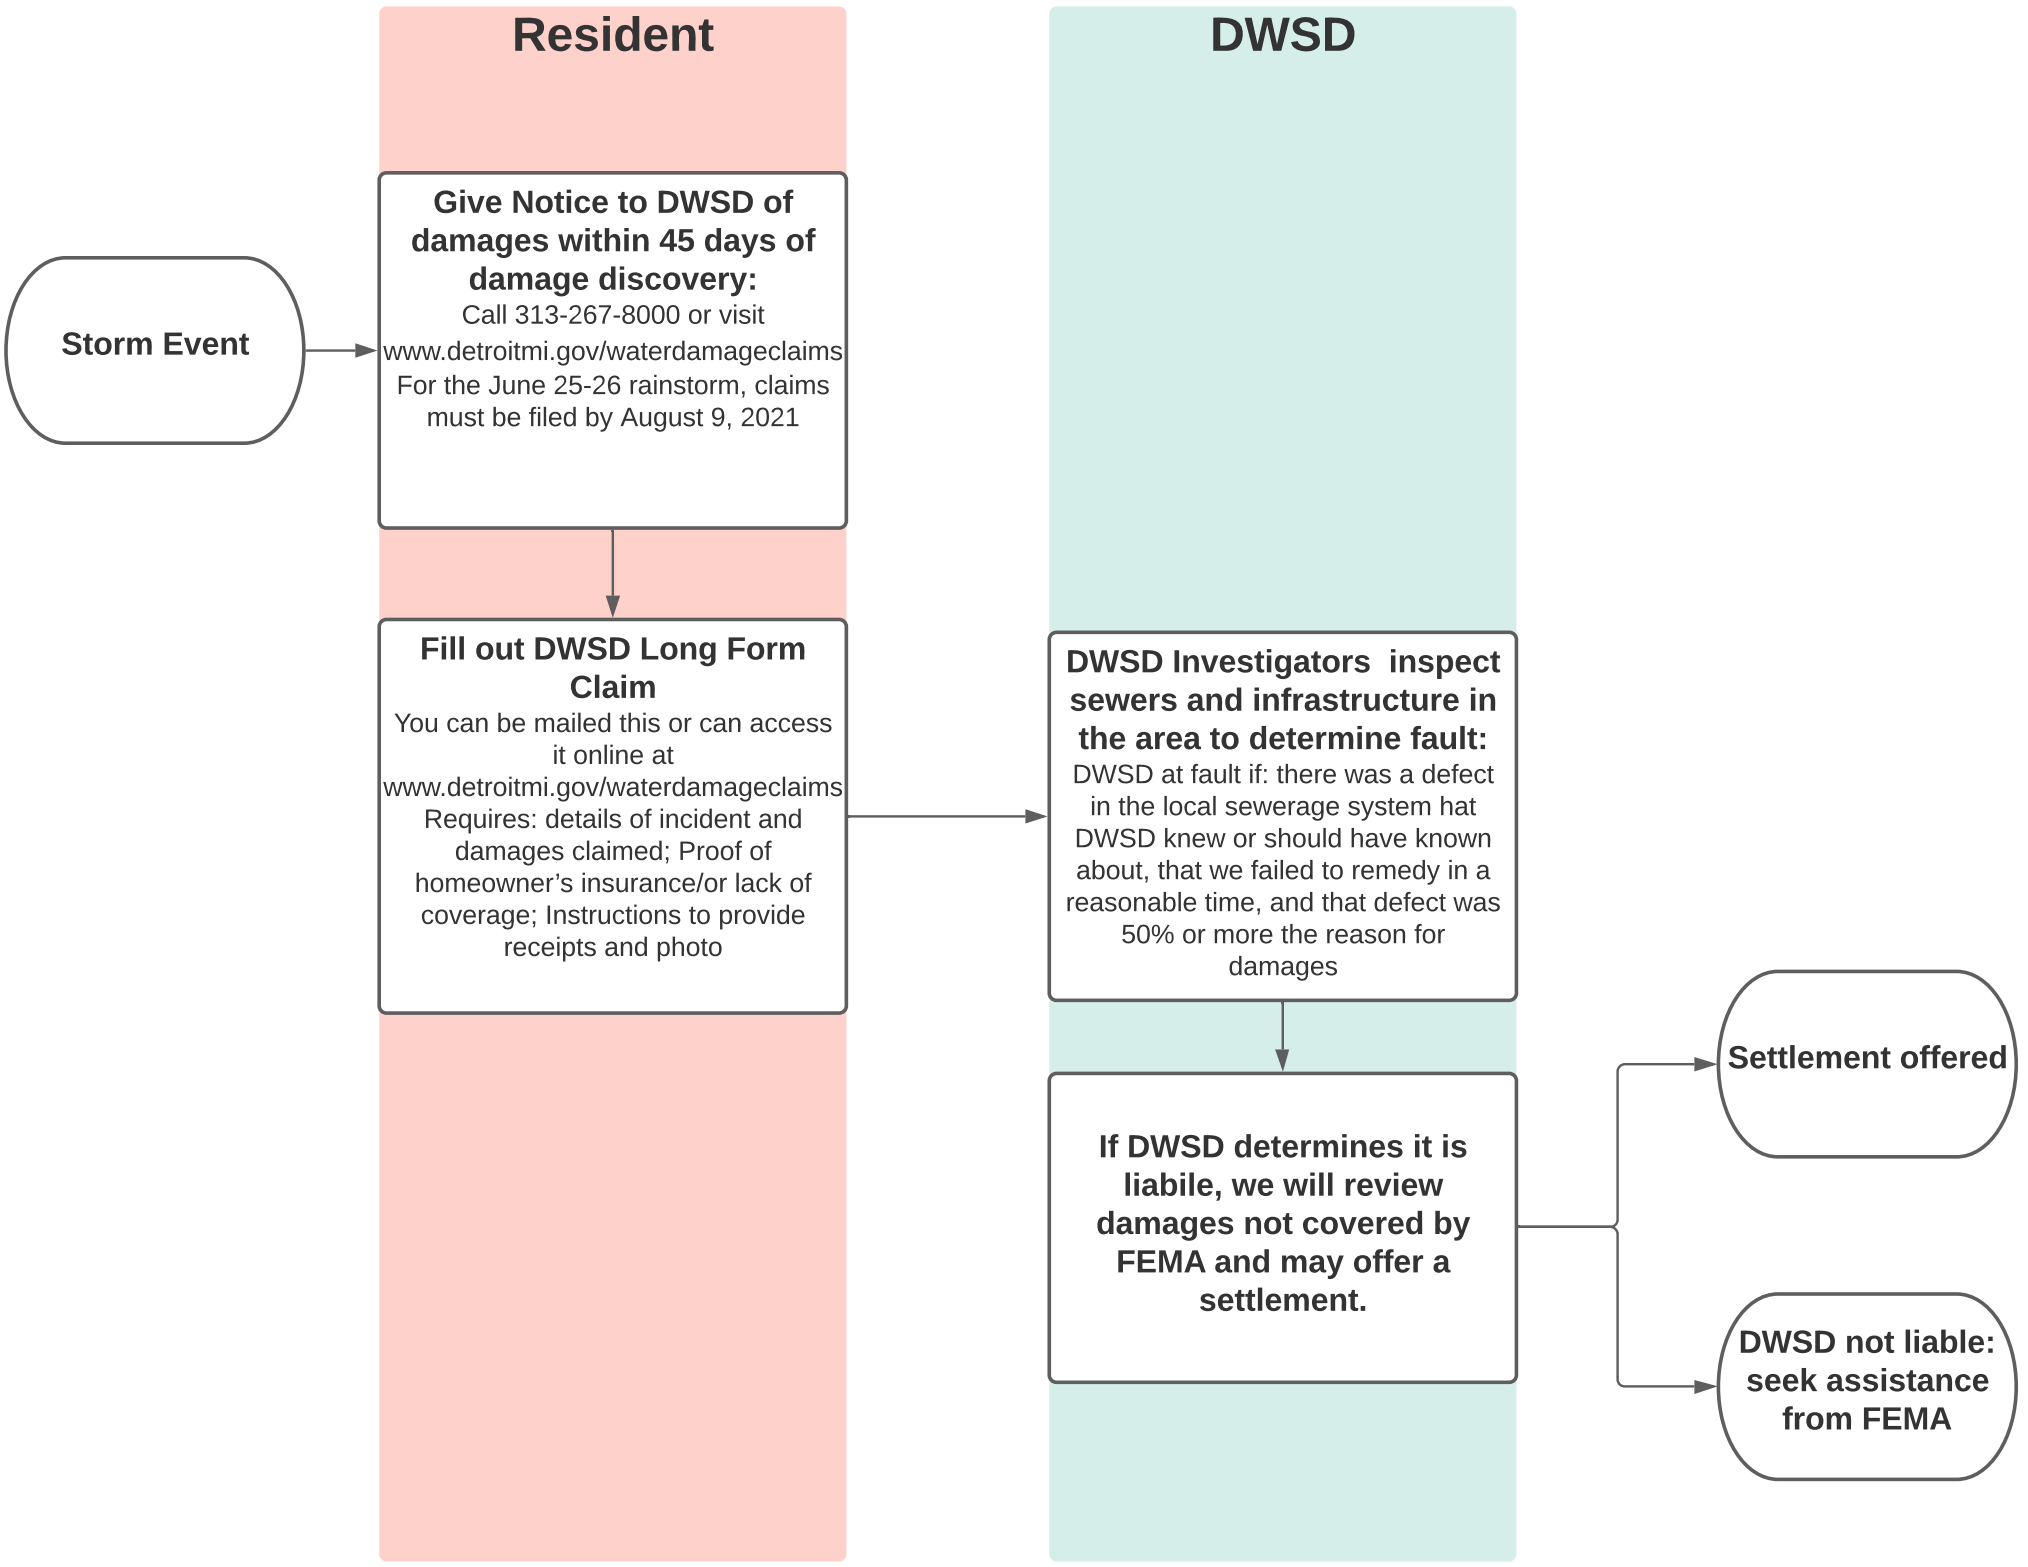 Resident
DWSD
Storm Event
Give Notice to DWSD of
damages within 45 days of
damage discovery:
Call 313-267-8000 or visit
www.detroitmi.gov/waterdamageclaims
For the June 25-26 rainstorm, claims
must be filed by August 9, 2021
Fill out DWSD Long Form
Claim
You can be mailed this or can access
it online at
www.detroitmi.gov/waterdamageclaims
Requires: details of incident and
damages claimed; Proof of
homeowner’s insurance/or lack of
coverage; Instructions to provide
receipts and photo
DWSD Investigators  inspect
sewers and infrastructure in
the area to determine fault:
DWSD at fault if: there was a defect
in the local sewerage system hat
DWSD knew or should have known
about, that we failed to remedy in a
reasonable time, and that defect was
50% or more the reason for
damages
If DWSD determines it is
liabile, we will review
damages not covered by
FEMA and may offer a
settlement.
Settlement offered
DWSD not liable:
seek assistance
from FEMA